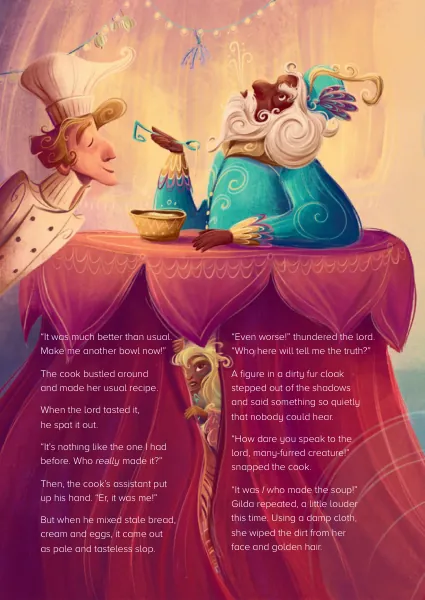 “It was much better than usual.
Make me another bowl now!”
The cook bustled around
and made her usual recipe.
When the lord tasted it,
he spat it out.
“It’s nothing like the one I had
before. Who really made it?”
Then, the cook’s assistant put
up his hand. “Er, it was me!”
But when he mixed stale bread,
cream and eggs, it came out
as pale and tasteless slop.
“Even worse!” thundered the lord.
“Who here will tell me the truth?”
A figure in a dirty fur cloak
stepped out of the shadows
and said something so quietly
that nobody could hear.
“How dare you speak to the
lord, many-furred creature!”
snapped the cook.
“It was I who made the soup!”
Gilda repeated, a little louder
this time. Using a damp cloth,
she wiped the dirt from her
face and golden hair.